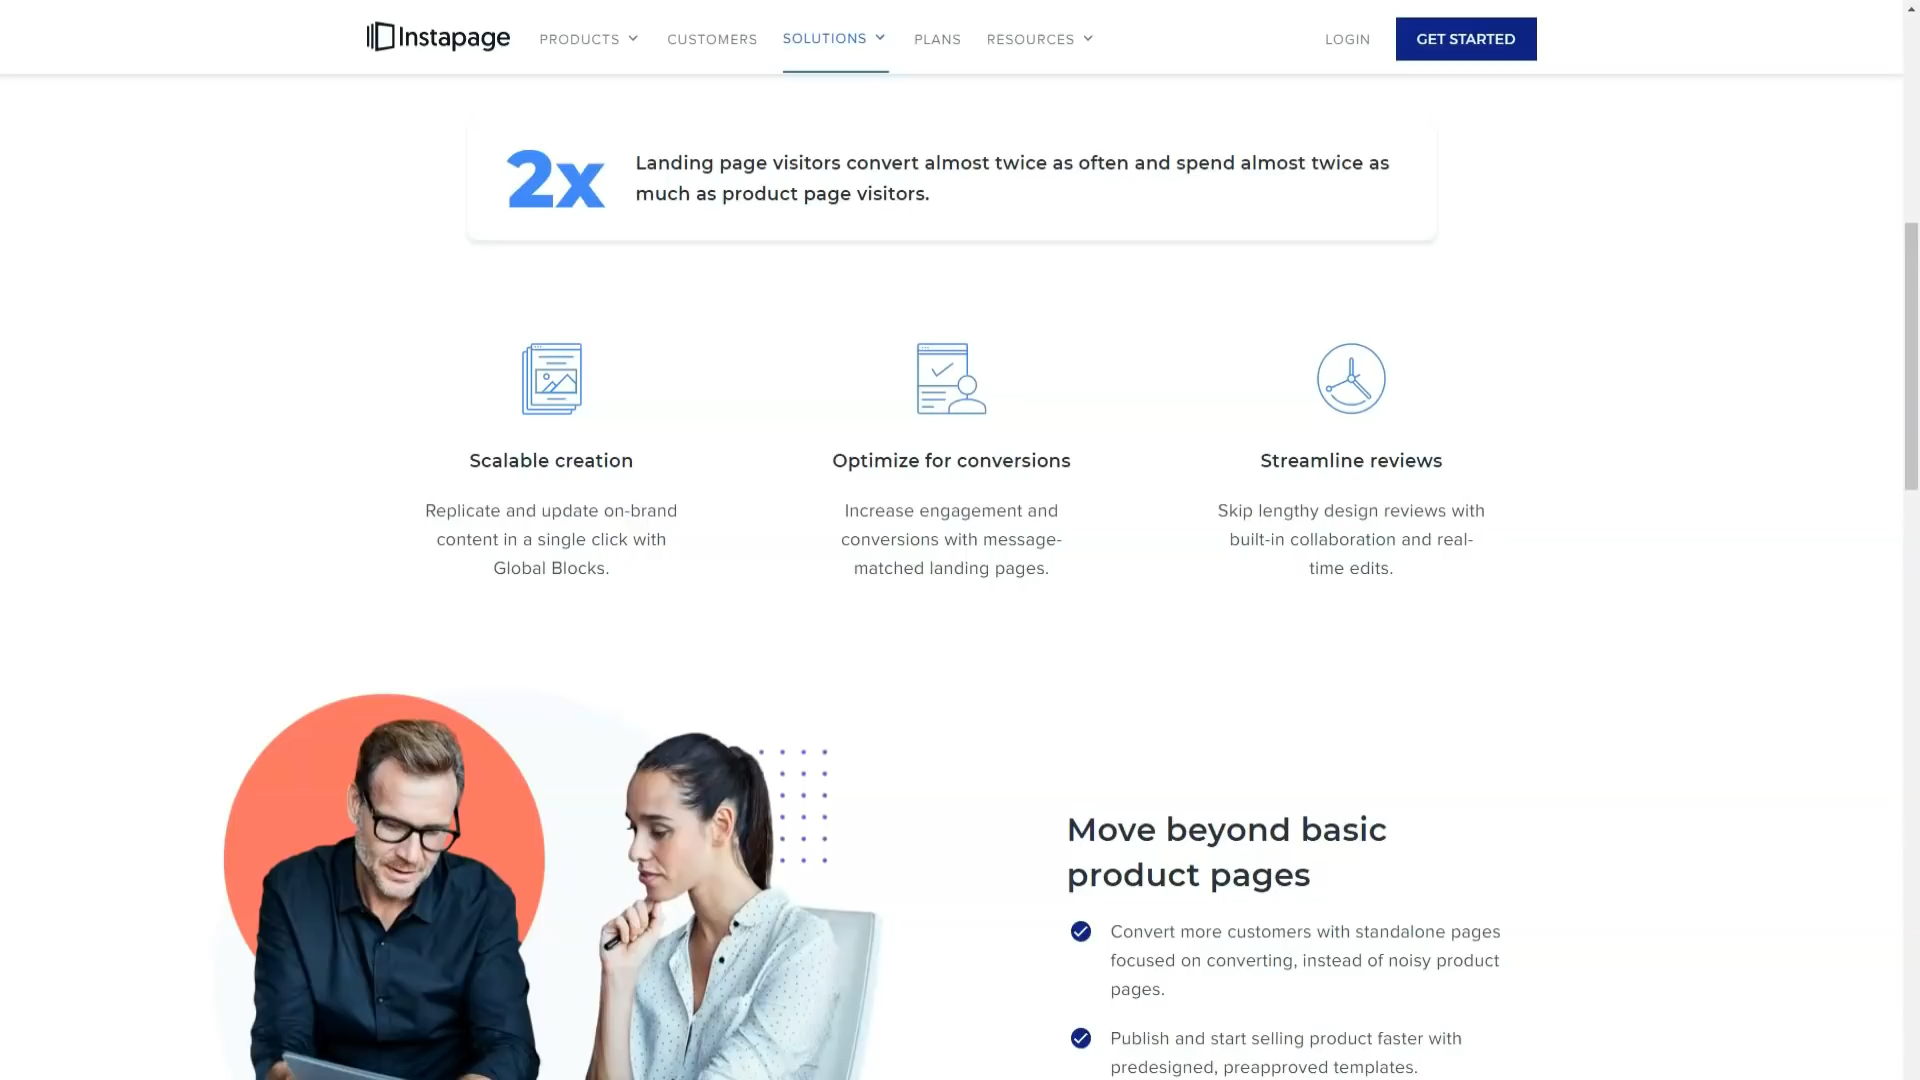 Instapage
PRODUCTS
CUSTOMERS
SOLUTIONS
PLANS
RESOURCES
LOGIN
GET STARTED
2x
Landing page visitors convert almost twice as often and spend almost twice as
much as product page visitors.
Scalable creation
Replicate and update on-brand
content in a single click with
Global Blocks.
Optimize for conversions
Increase engagement and
conversions with message-
matched landing pages.
Streamline reviews
Skip lengthy design reviews with
built-in collaboration and real-
time edits.
Move beyond basic
product pages
Convert more customers with standalone pages
focused on converting, instead of noisy product
pages.
Publish and start selling product faster with
predesigned, preapproved templates.